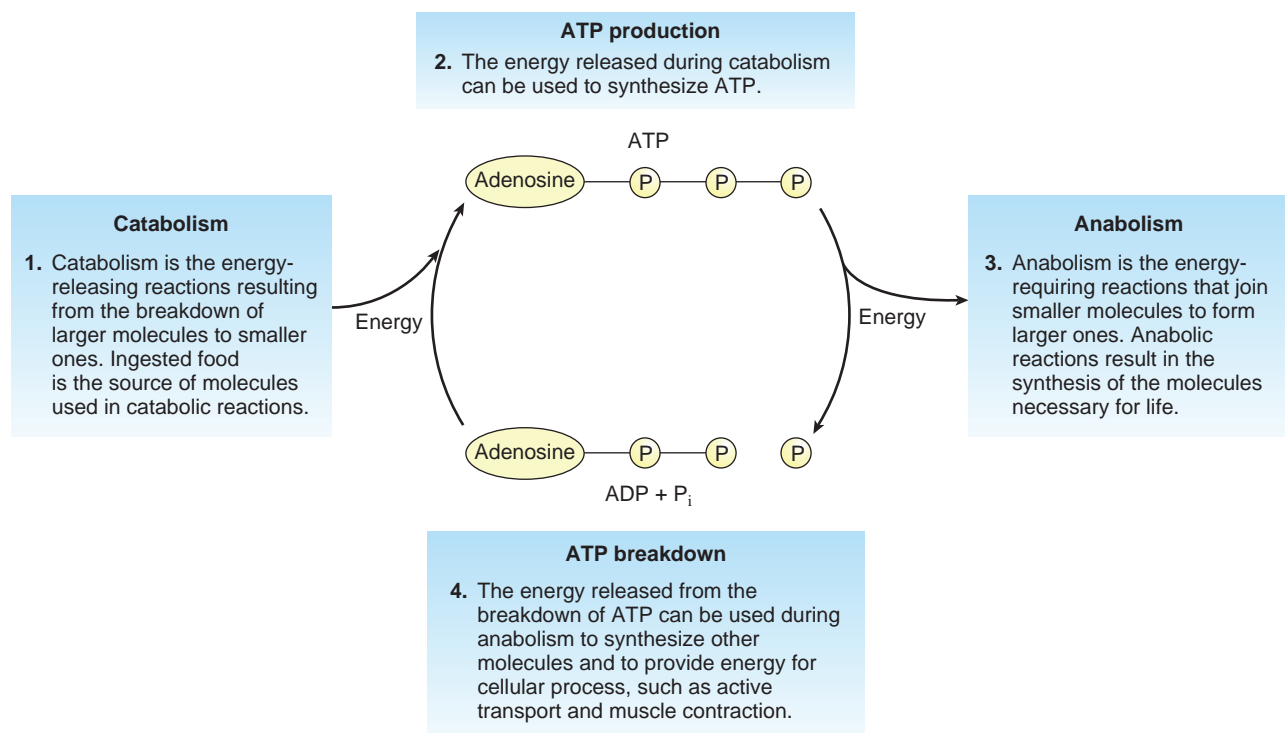 ATP production
2. The energy released during catabolism
can be used to synthesize ATP.
ATP
Adenosine P P P
Catabolism
1. Catabolism is the energy-
releasing reactions resulting
from the breakdown of
larger molecules to smaller
ones. Ingested food
is the source of molecules
used in catabolic reactions.
Energy
Energy
Anabolism
3. Anabolism is the energy-
requiring reactions that join
smaller molecules to form
larger ones. Anabolic
reactions result in the
synthesis of the molecules
necessary for life.
Adenosine P P P
ADP + Pi
ATP breakdown
4. The energy released from the
breakdown of ATP can be used during
anabolism to synthesize other
molecules and to provide energy for
cellular process, such as active
transport and muscle contraction.